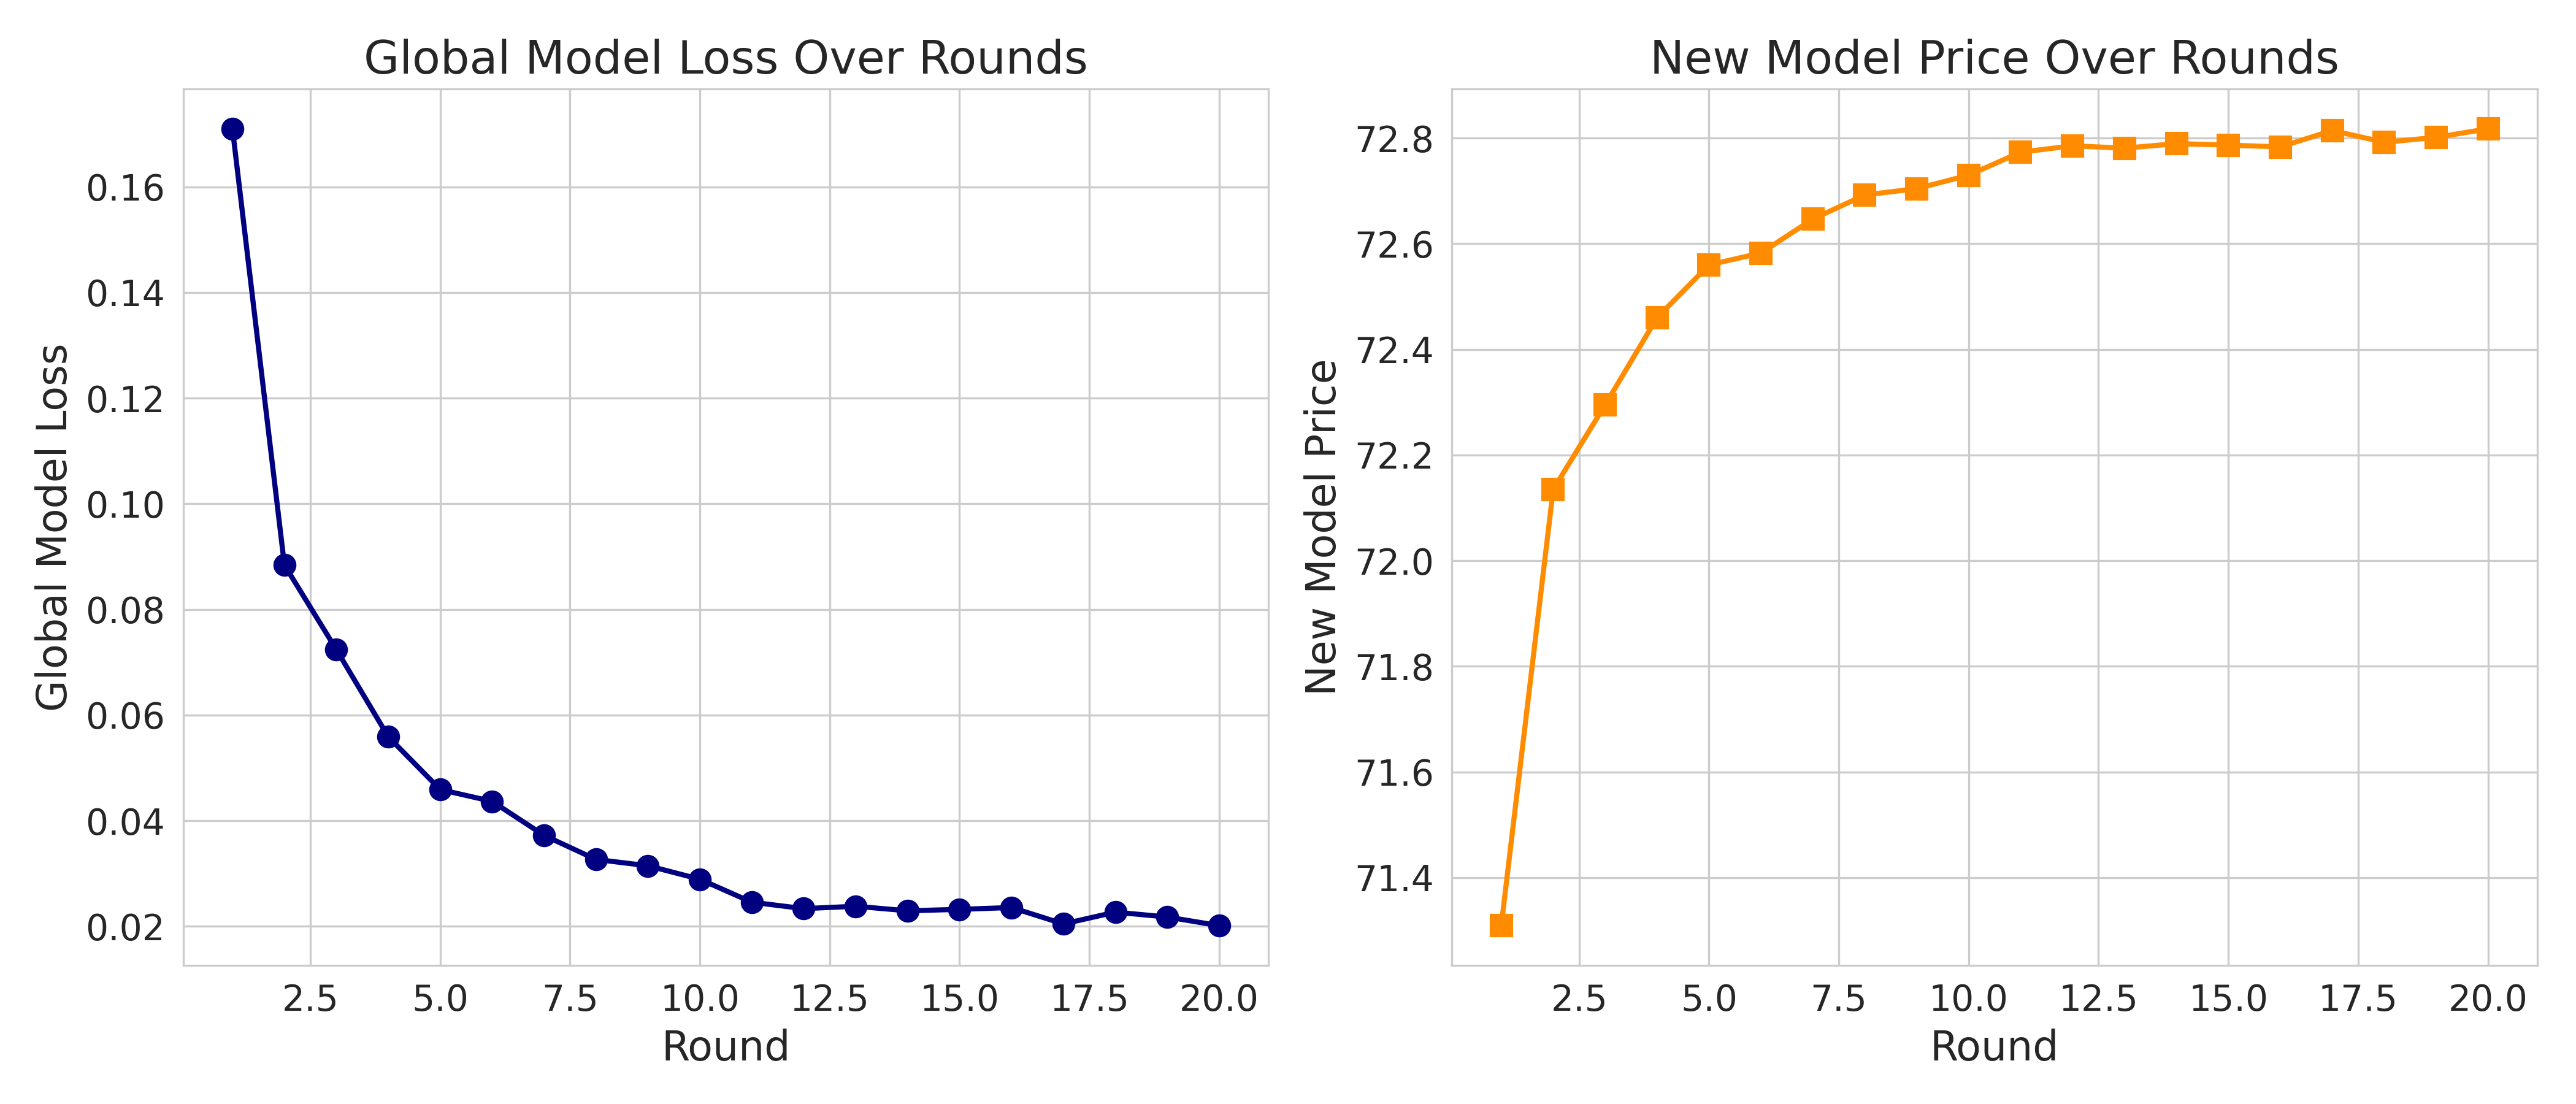 Global Model Loss Over Rounds
Global Model Loss
0.16
0.14
0.12
0.10
0.08
0.06
0.04
0.02
2.5 5.0 7.5 10.0 12.5 15.0 17.5 20.0
Round
New Model Price Over Rounds
New Model Price
72.8
72.6
72.4
72.2
72.0
71.8
71.6
71.4
2.5 5.0 7.5 10.0 12.5 15.0 17.5 20.0
Round